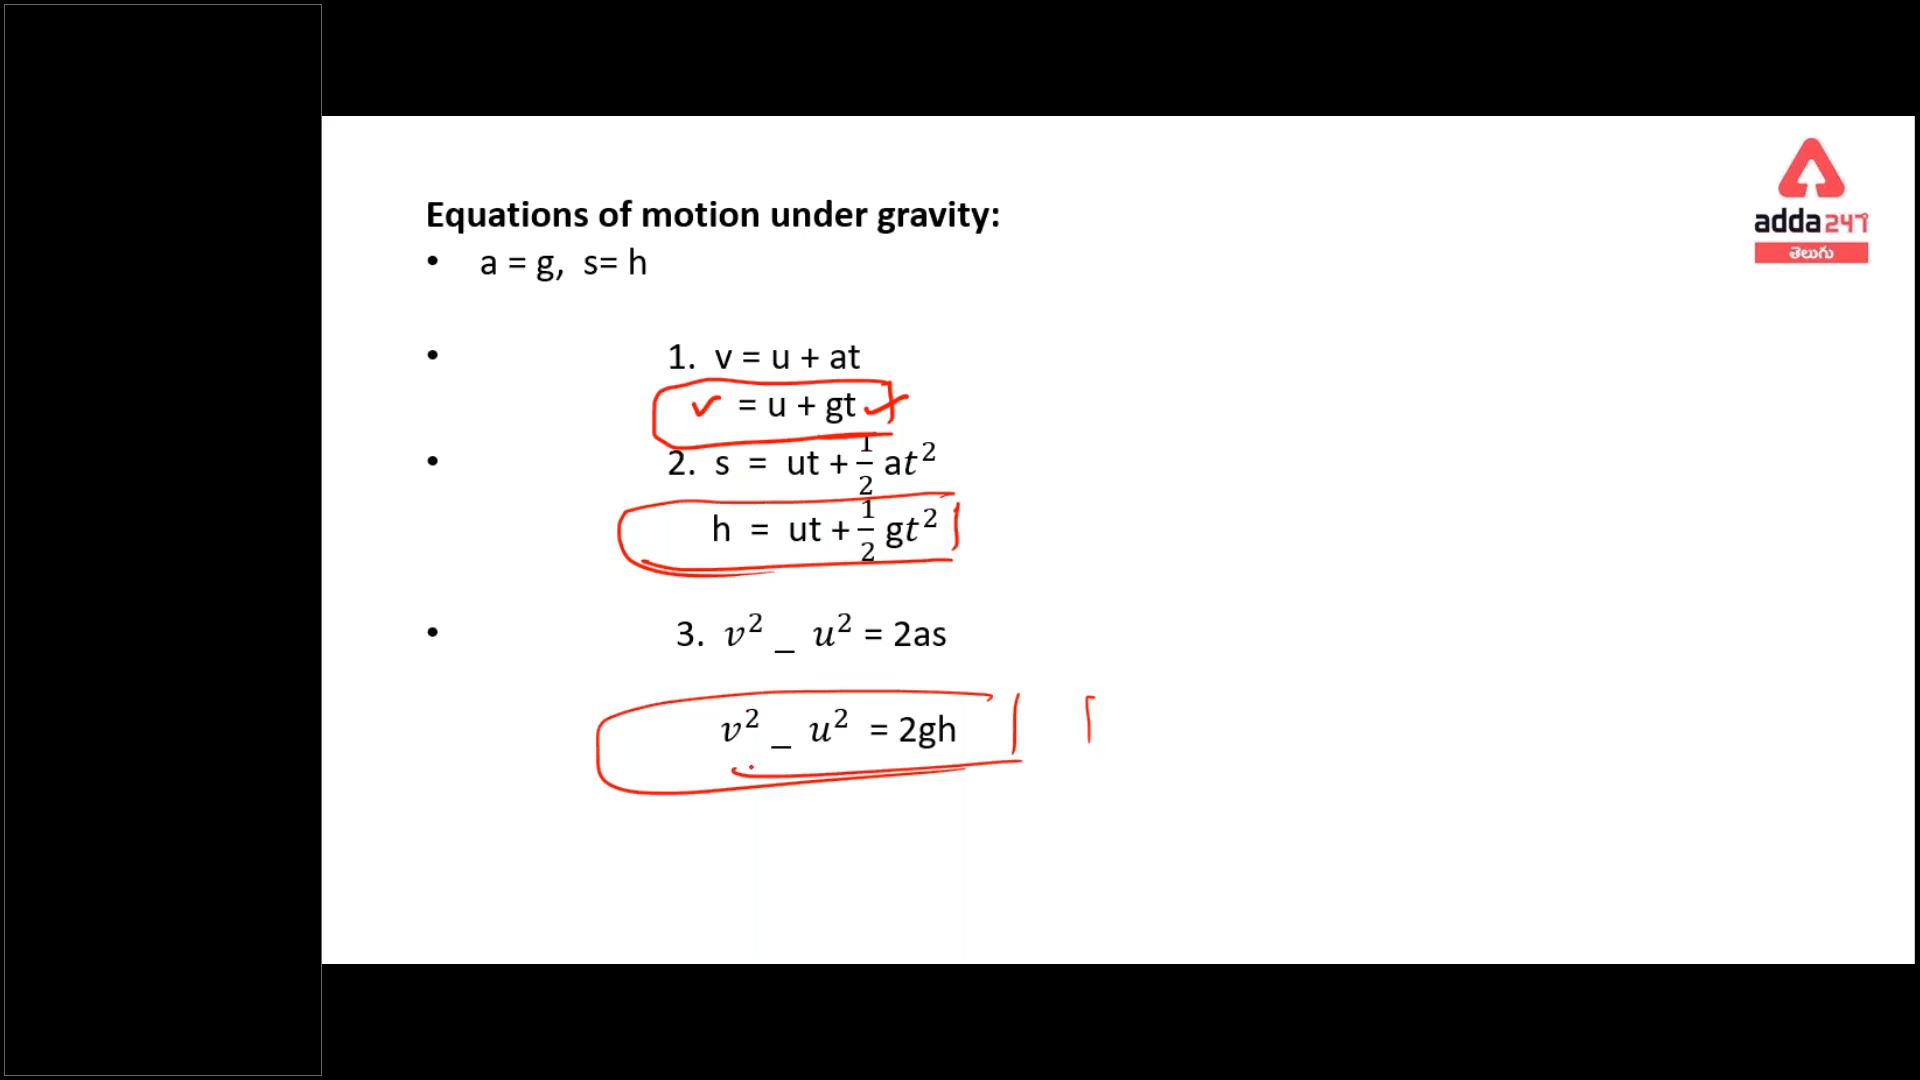 Equations of motion under gravity:
• a = g, s= h
• 1. v = u + at
v = u + gt
• 2. s = ut + 1/2 at²
h = ut + 1/2 gt²
• 3. v² _ u² = 2as
v² _ u² = 2gh
adda247
తెలుగు